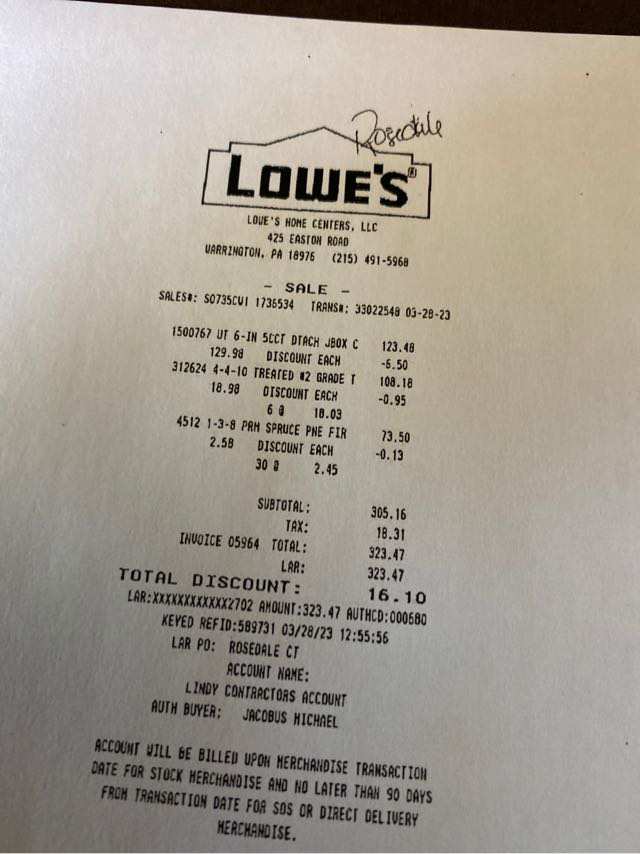 Rosedale
LOWE'S®
LOWE'S HOME CENTERS, LLC
425 EASTON ROAD
WARRINGTON, PA 18976 (215) 491-5968
- SALE -
SALES#: S0735CW1 1736534 TRANS#: 33022548 03-28-23
1500767 UT 6-IN 5CCT DTACH JBOX C 123.48
129.98 DISCOUNT EACH -6.50
312624 4-4-10 TREATED #2 GRADE T 108.18
18.98 DISCOUNT EACH -0.95
6 @ 18.03
4512 1-3-8 PRM SPRUCE PNE FIR 73.50
2.58 DISCOUNT EACH -0.13
30 @ 2.45
SUBTOTAL: 305.16
TAX: 18.31
INVOICE 05964 TOTAL: 323.47
LAR: 323.47
TOTAL DISCOUNT: 16.10
LAR:XXXXXXXXXXXX2702 AMOUNT:323.47 AUTHCD:000680
KEYED REFID:589731 03/28/23 12:55:56
LAR PO: ROSEDALE CT
ACCOUNT NAME:
LINDY CONTRACTORS ACCOUNT
AUTH BUYER: JACOBUS MICHAEL
ACCOUNT WILL BE BILLED UPON MERCHANDISE TRANSACTION
DATE FOR STOCK MERCHANDISE AND NO LATER THAN 90 DAYS
FROM TRANSACTION DATE FOR SOS OR DIRECT DELIVERY
MERCHANDISE.